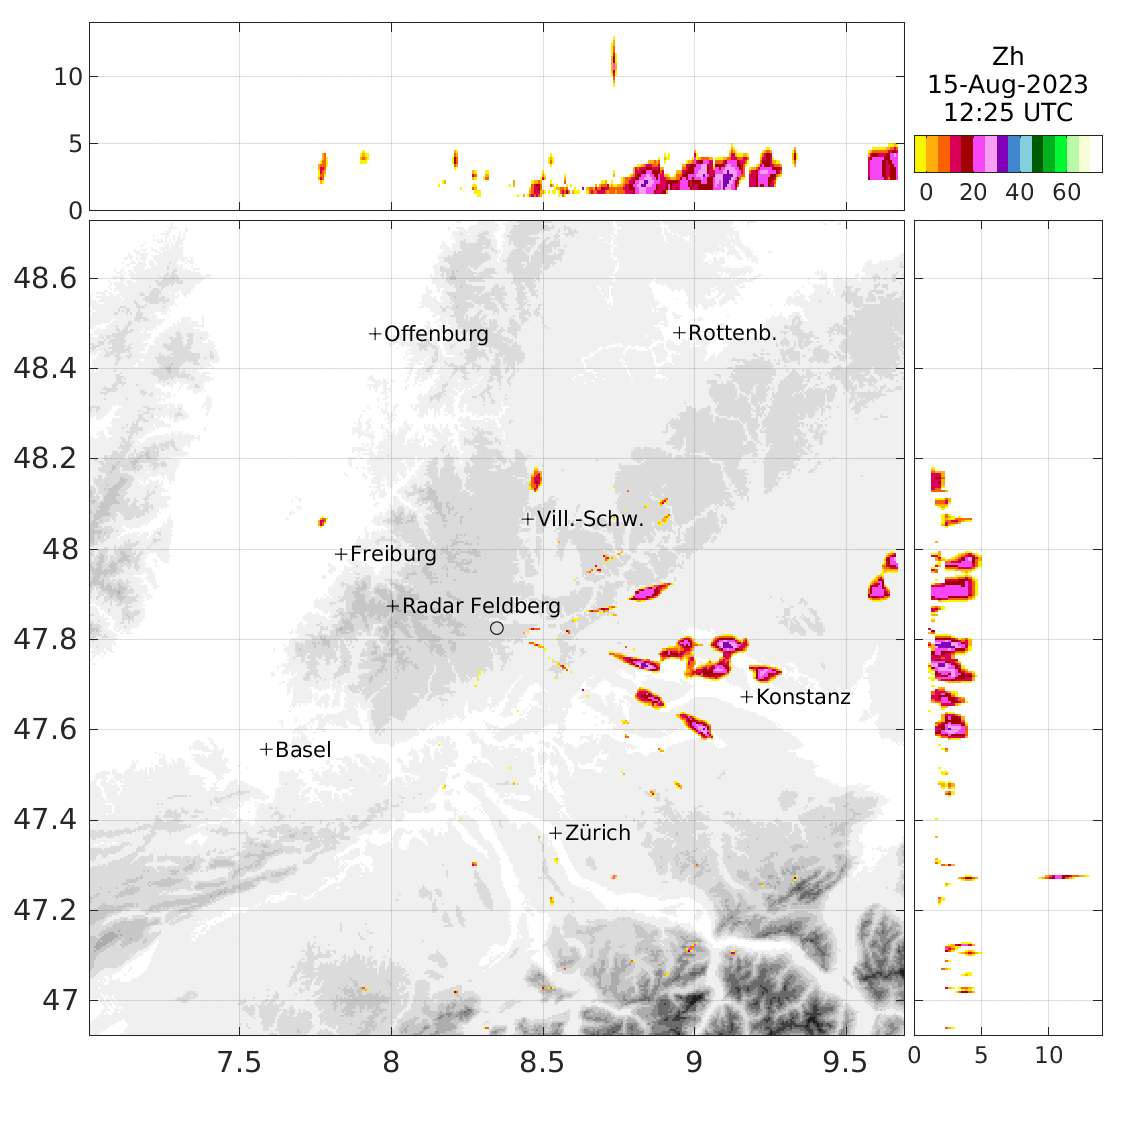 10
5
0
Zh
15-Aug-2023
12:25 UTC
0 20 40 60
48.6
48.4
48.2
48
47.8
47.6
47.4
47.2
47
+Offenburg
+Rottenb.
+Vill.-Schw.
+Freiburg
+Radar Feldberg
+Konstanz
+Basel
+Zürich
7.5 8 8.5 9 9.5
0 5 10